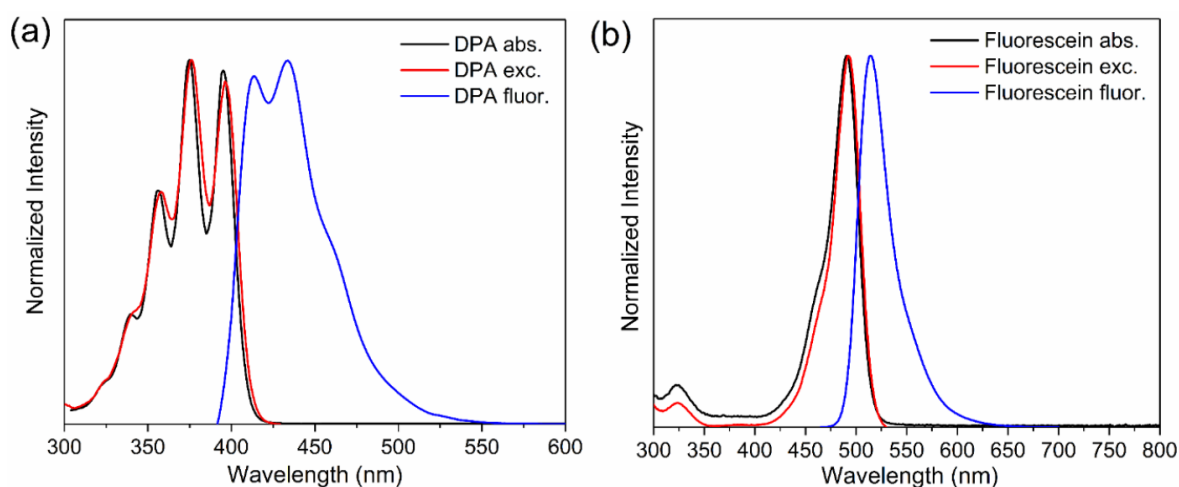 (a)
DPA abs.
DPA exc.
DPA fluor.
Normalized Intensity
300 350 400 450 500 550 600
Wavelength (nm)
(b)
Fluorescein abs.
Fluorescein exc.
Fluorescein fluor.
Normalized Intensity
300 350 400 450 500 550 600 650 700 750 800
Wavelength (nm)